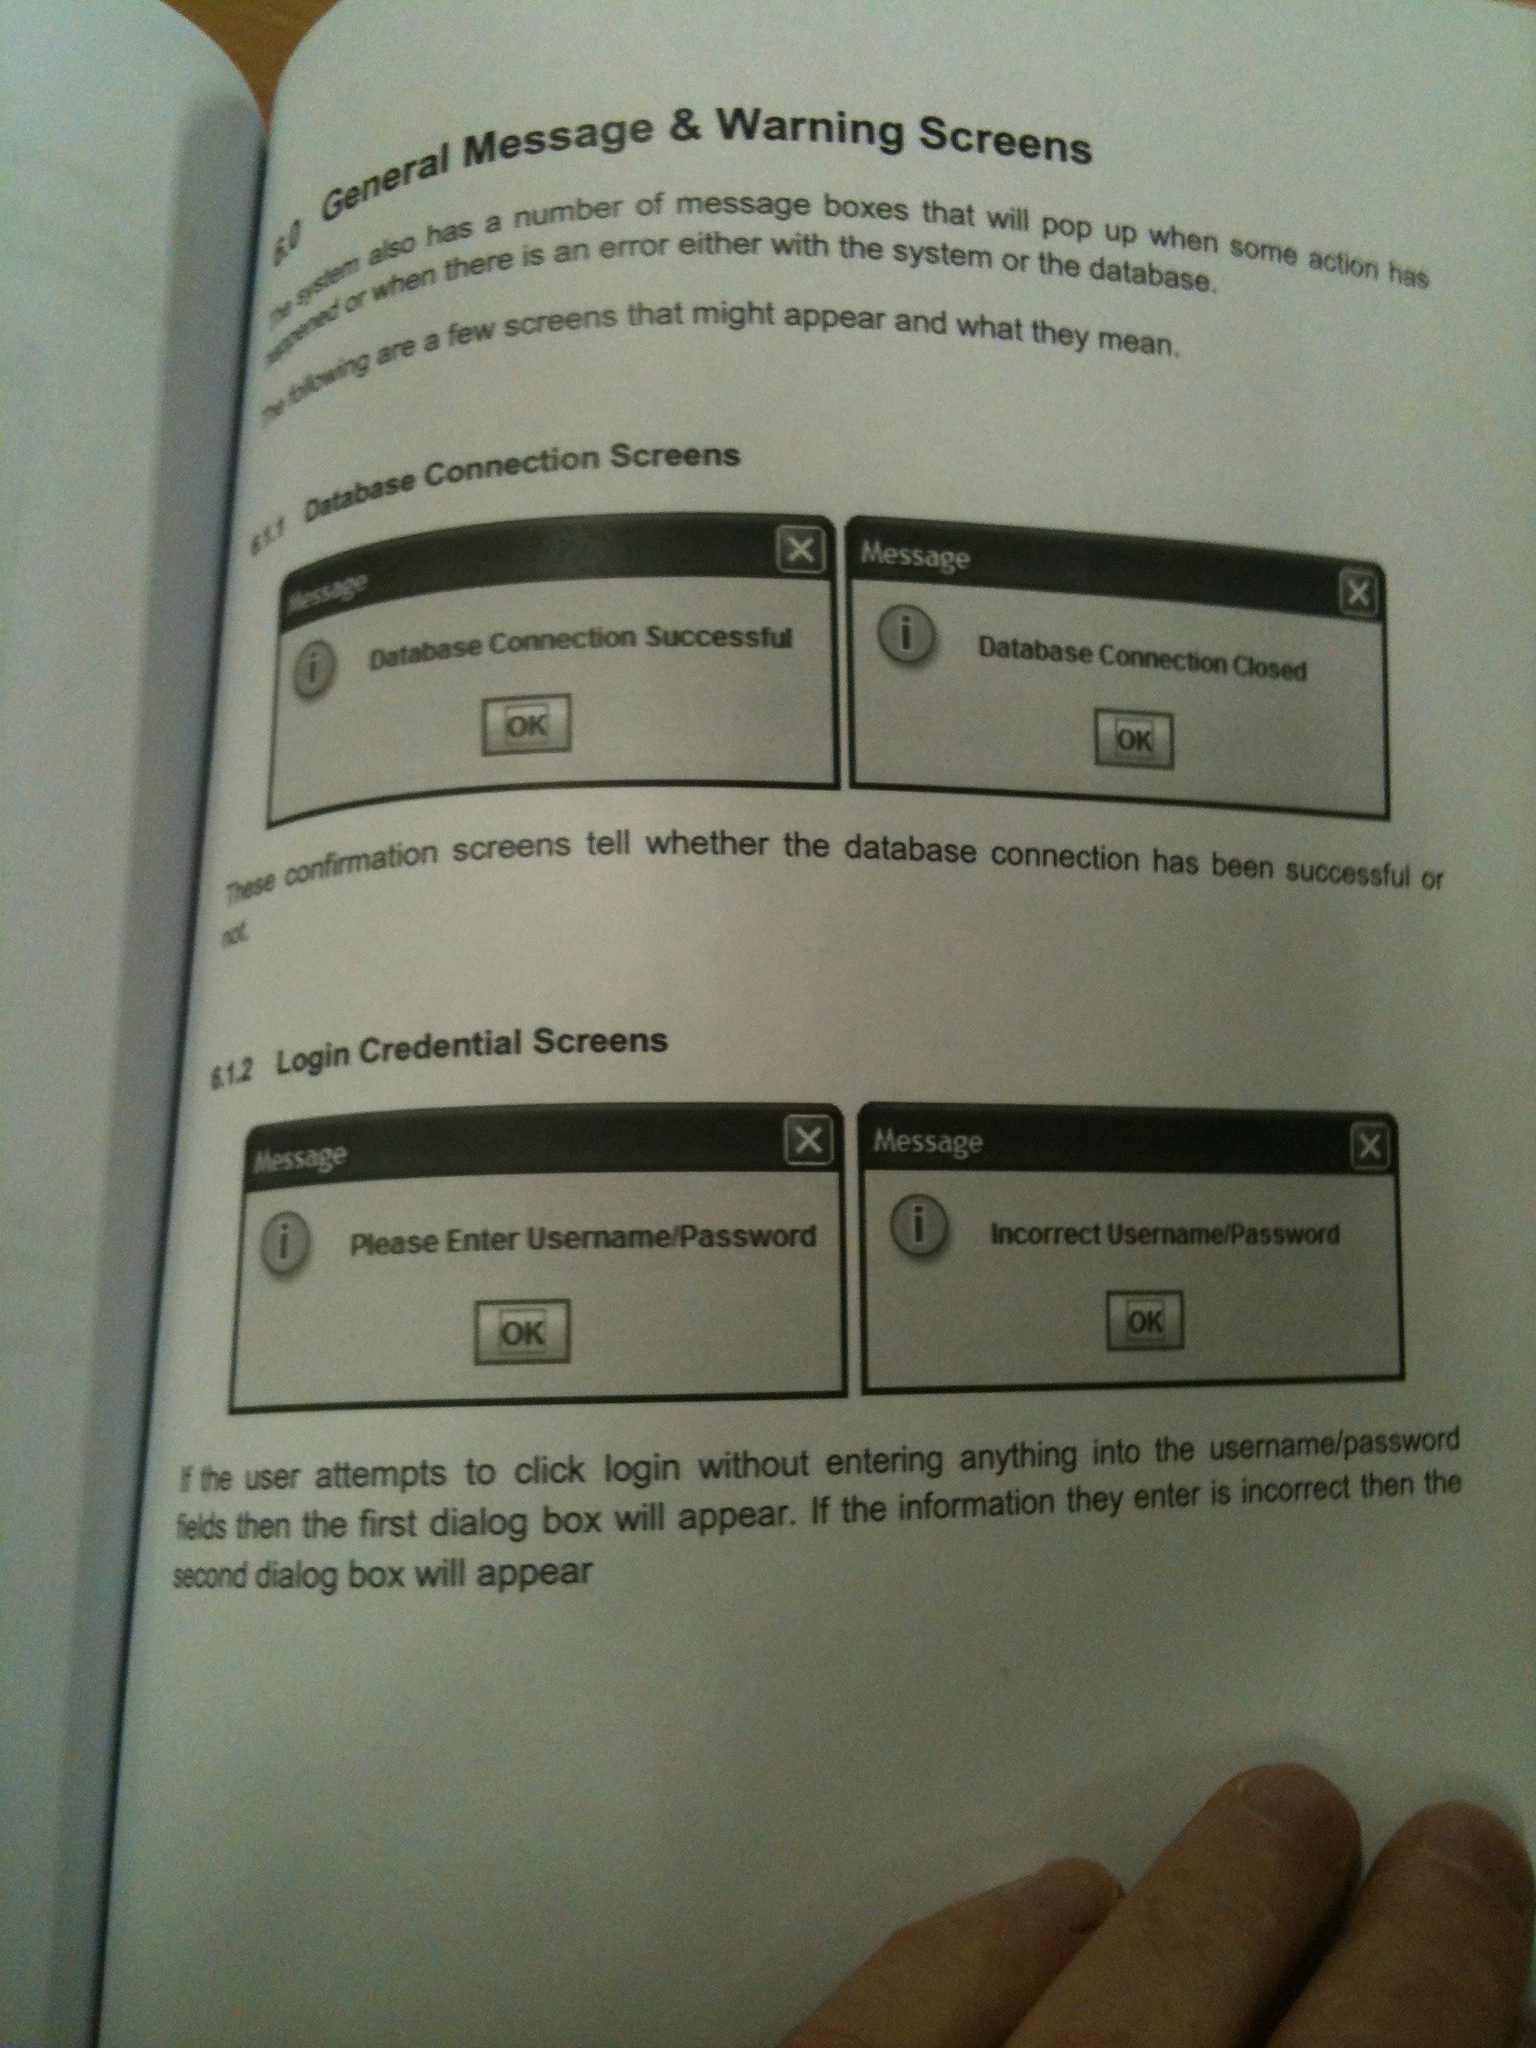 6.0 General Message & Warning Screens
The system also has a number of message boxes that will pop up when some action has
happened or when there is an error either with the system or the database.
The following are a few screens that might appear and what they mean.
6.1.1 Database Connection Screens
Message
Database Connection Successful
OK
Message
Database Connection Closed
OK
These confirmation screens tell whether the database connection has been successful or
not.
6.1.2 Login Credential Screens
Message
Please Enter Username/Password
OK
Message
Incorrect Username/Password
OK
If the user attempts to click login without entering anything into the username/password
fields then the first dialog box will appear. If the information they enter is incorrect then the
second dialog box will appear